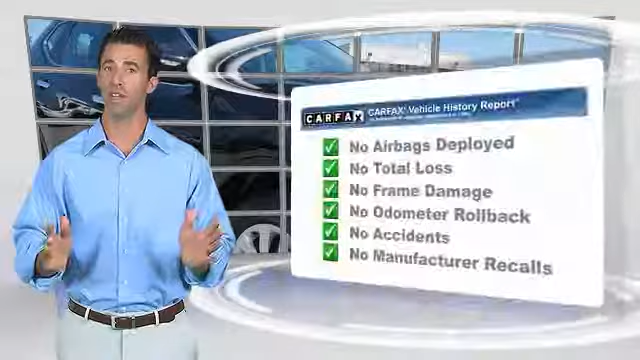 CARFAX CARFAX Vehicle History Report
No Airbags Deployed
No Total Loss
No Frame Damage
No Odometer Rollback
No Accidents
No Manufacturer Recalls